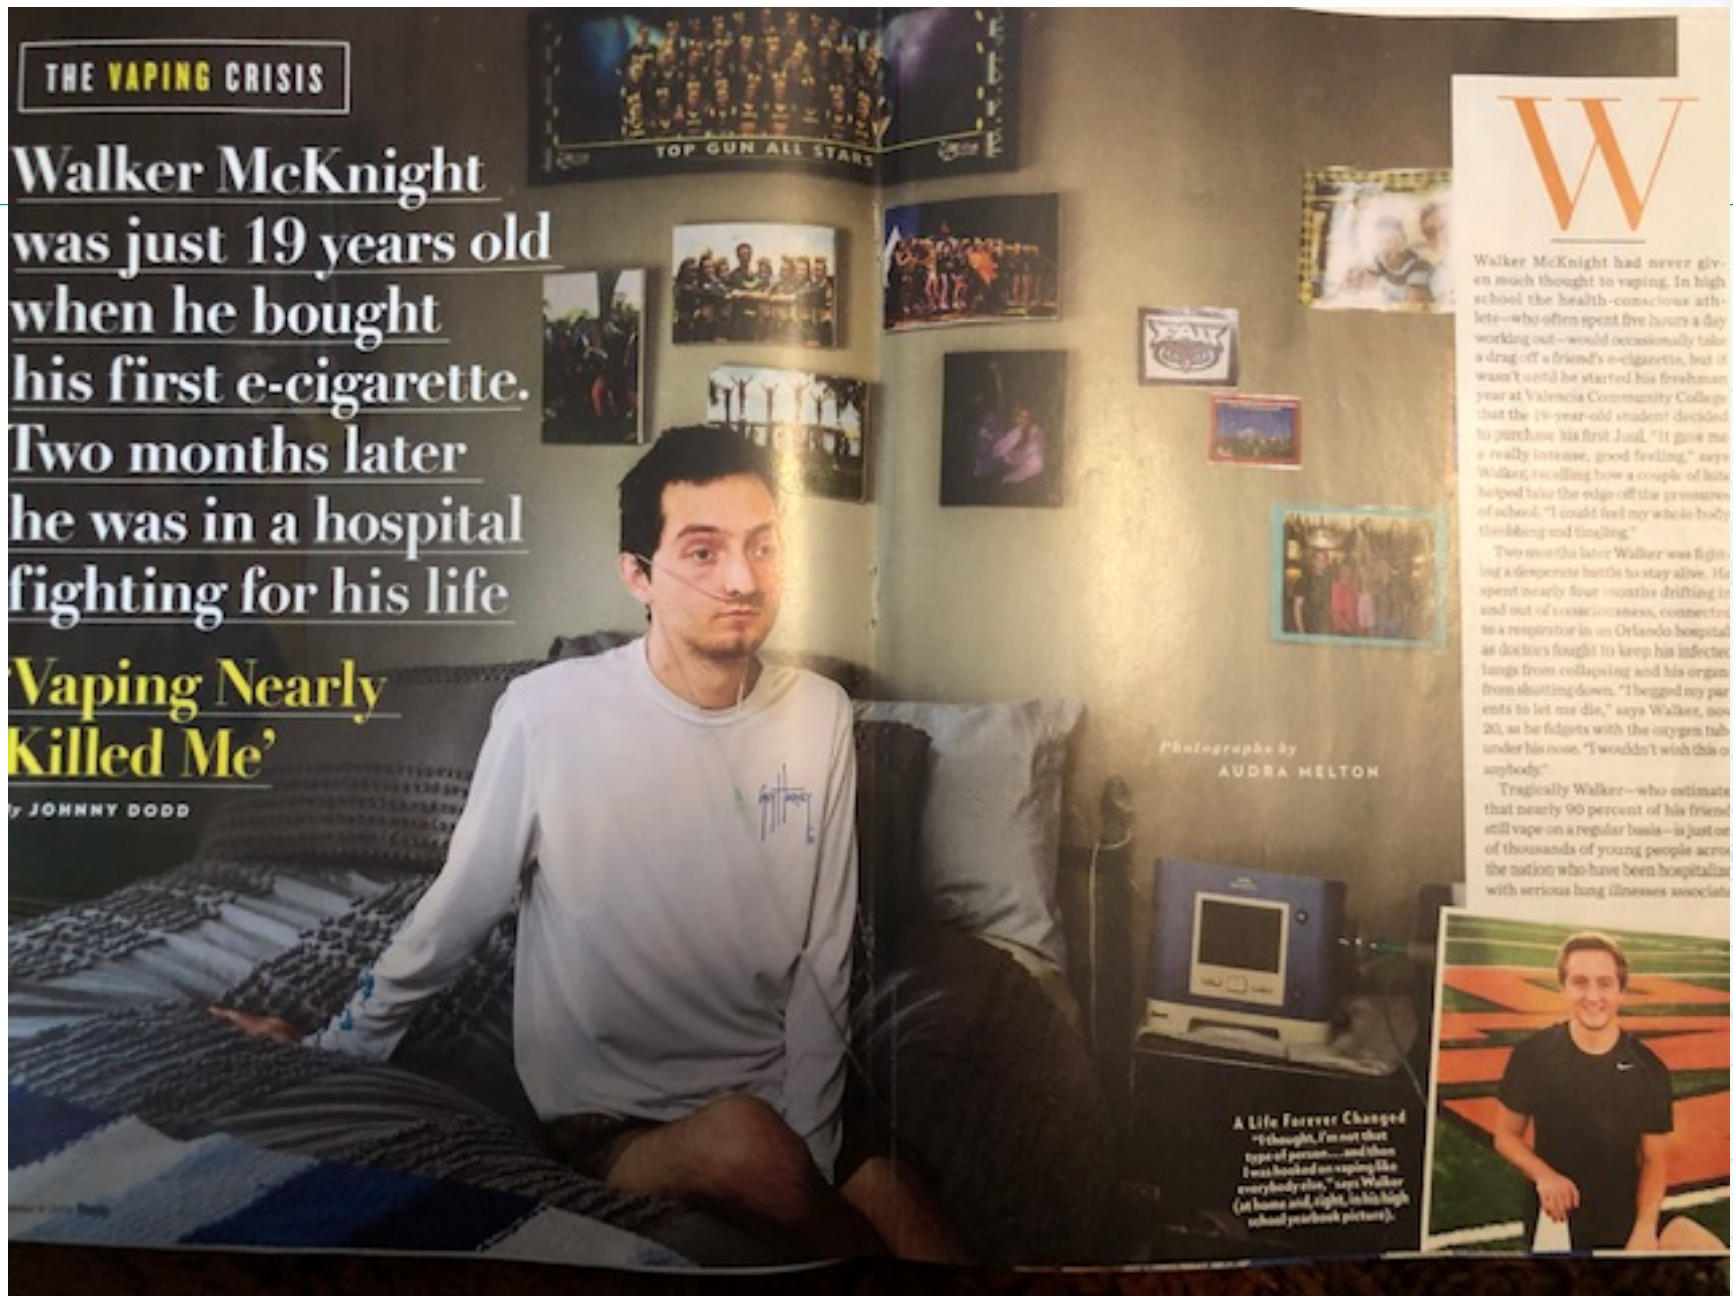 THE VAPING CRISIS
Walker McKnight
was just 19 years old
when he bought
his first e-cigarette.
Two months later
he was in a hospital
fighting for his life
‘Vaping Nearly
Killed Me’
By JOHNNY DODD
TOP GUN ALL STARS
FAU
Photographs by
AUDRA MELTON
W
Walker McKnight had never giv-
en much thought to vaping. In high
school the health-conscious ath-
lete—who often spent five hours a day
working out—would occasionally take
a drag off a friend's e-cigarette, but it
wasn't until he started his freshman
year at Valencia Community College
that the 19-year-old student decided
to purchase his first Juul. "It gave me
a really intense, good feeling," says
Walker, recalling how a couple of hits
helped take the edge off the pressures
of school. "I could feel my whole body
throbbing and tingling."
Two months later Walker was fight-
ing a desperate battle to stay alive. He
spent nearly four months drifting in
and out of consciousness, connected
to a respirator in an Orlando hospital
as doctors fought to keep his infected
lungs from collapsing and his organs
from shutting down. "I begged my par-
ents to let me die," says Walker, now
20, as he fidgets with the oxygen tube
under his nose. "I wouldn't wish this on
anybody."
Tragically Walker—who estimates
that nearly 90 percent of his friends
still vape on a regular basis—is just one
of thousands of young people across
the nation who have been hospitalized
with serious lung illnesses associat
A Life Forever Changed
"I thought, I'm not that
type of person....and then
I was hooked on vaping like
everybody else," says Walker
(at home and, right, in his high
school yearbook picture).